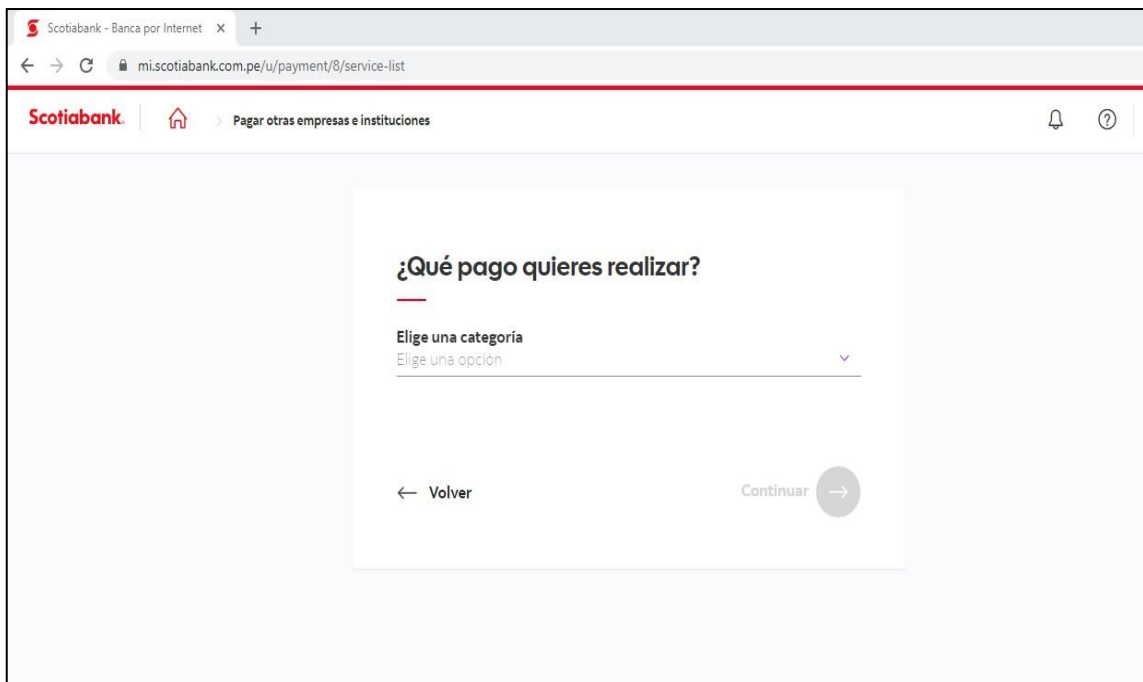 Scotiabank - Banca por Internet
mi.scotiabank.com.pe/u/payment/8/service-list
Scotiabank. Pagar otras empresas e instituciones
¿Qué pago quieres realizar?
Elige una categoría
Elige una opción
Volver Continuar